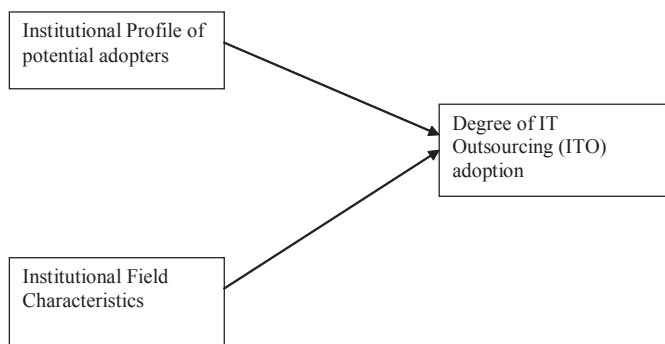 Institutional Profile of
potential adopters
Degree of IT
Outsourcing (ITO)
adoption
Institutional Field
Characteristics